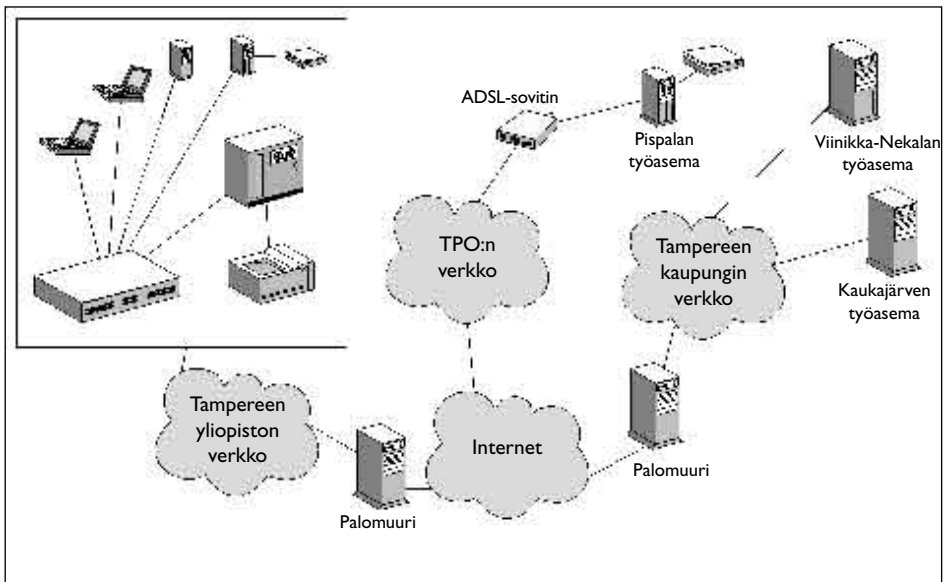 ADSL-sovitin
Pispalan
työasema
Viinikka-Nekalan
työasema
TPO:n
verkko
Tampereen
kaupungin
verkko
Kaukajärven
työasema
Tampereen
yliopiston
verkko
Internet
Palomuuri
Palomuuri